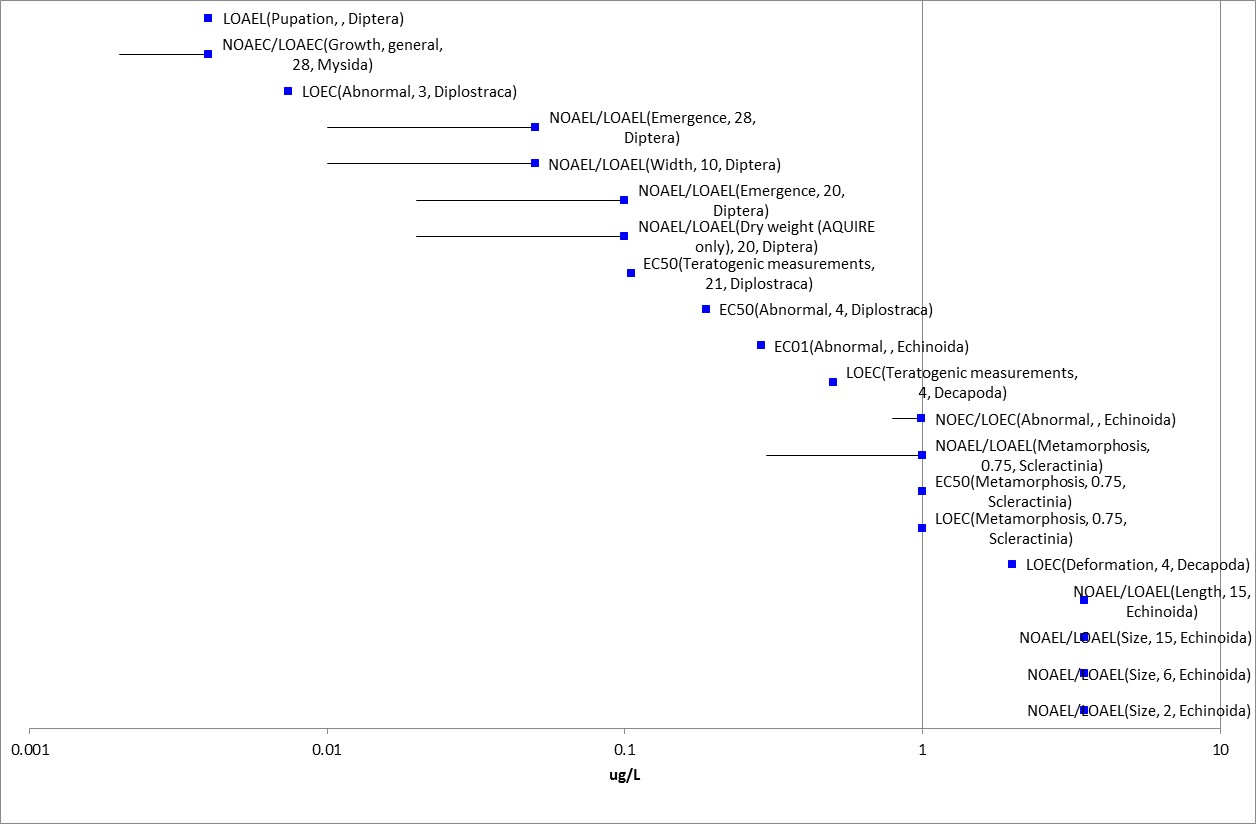 LOAEL(Pupation, , Diptera)
NOAEC/LOAEC(Growth, general,
28, Mysida)
LOEC(Abnormal, 3, Diplostraca)
NOAEL/LOAEL(Emergence, 28,
Diptera)
NOAEL/LOAEL(Width, 10, Diptera)
NOAEL/LOAEL(Emergence, 20,
Diptera)
NOAEL/LOAEL(Dry weight (AQUIRE
only), 20, Diptera)
EC50(Teratogenic measurements,
21, Diplostraca)
EC50(Abnormal, 4, Diplostraca)
EC01(Abnormal, , Echinoida)
LOEC(Teratogenic measurements,
4, Decapoda)
NOEC/LOEC(Abnormal, , Echinoida)
NOAEL/LOAEL(Metamorphosis,
0.75, Scleractinia)
EC50(Metamorphosis, 0.75,
Scleractinia)
LOEC(Metamorphosis, 0.75,
Scleractinia)
LOEC(Deformation, 4, Decapoda)
NOAEL/LOAEL(Length, 15,
Echinoida)
NOAEL/LOAEL(Size, 15, Echinoida)
NOAEL/LOAEL(Size, 6, Echinoida)
NOAEL/LOAEL(Size, 2, Echinoida)
0.001 0.01 0.1 1 10
ug/L